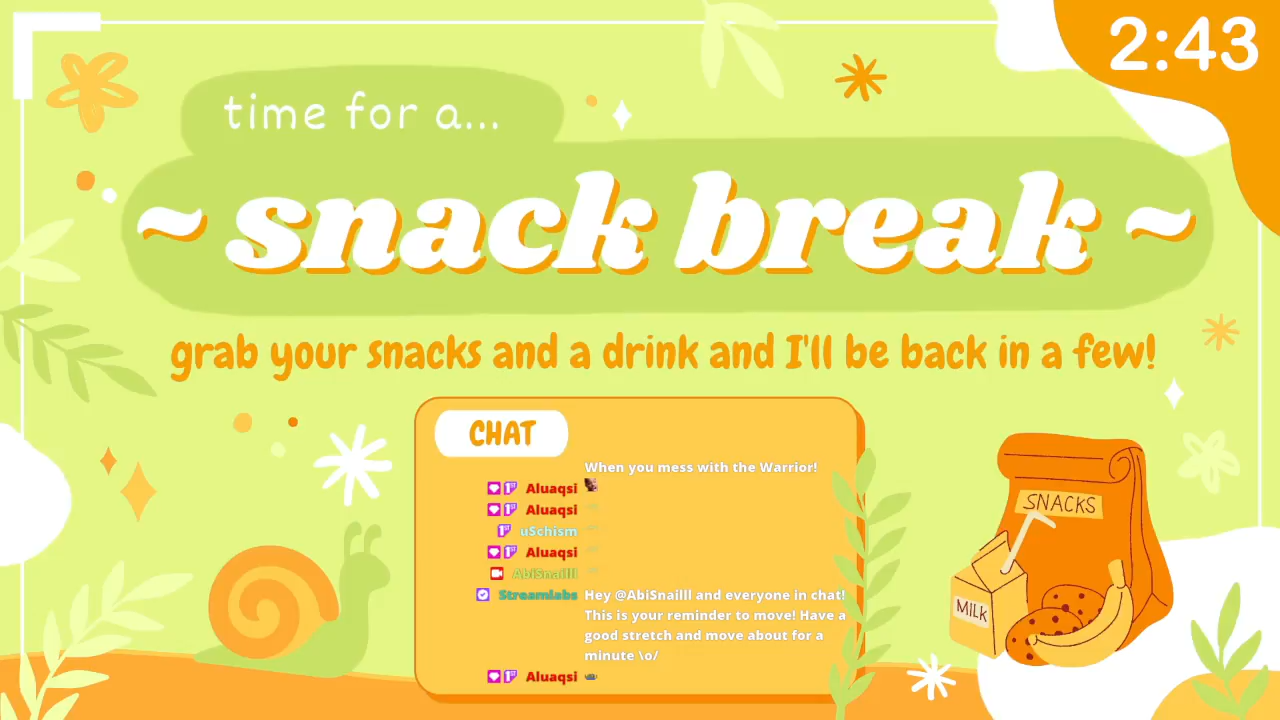 2:43
time for a...
~ snack break ~
grab your snacks and a drink and I'll be back in a few!
CHAT
When you mess with the Warrior!
Aluaqsi
Aluaqsi
uSchism
Aluaqsi
AbiSnailll
Streamlabs Hey @AbiSnailll and everyone in chat!
This is your reminder to move! Have a
good stretch and move about for a
minute \o/
Aluaqsi
SNACKS
MILK